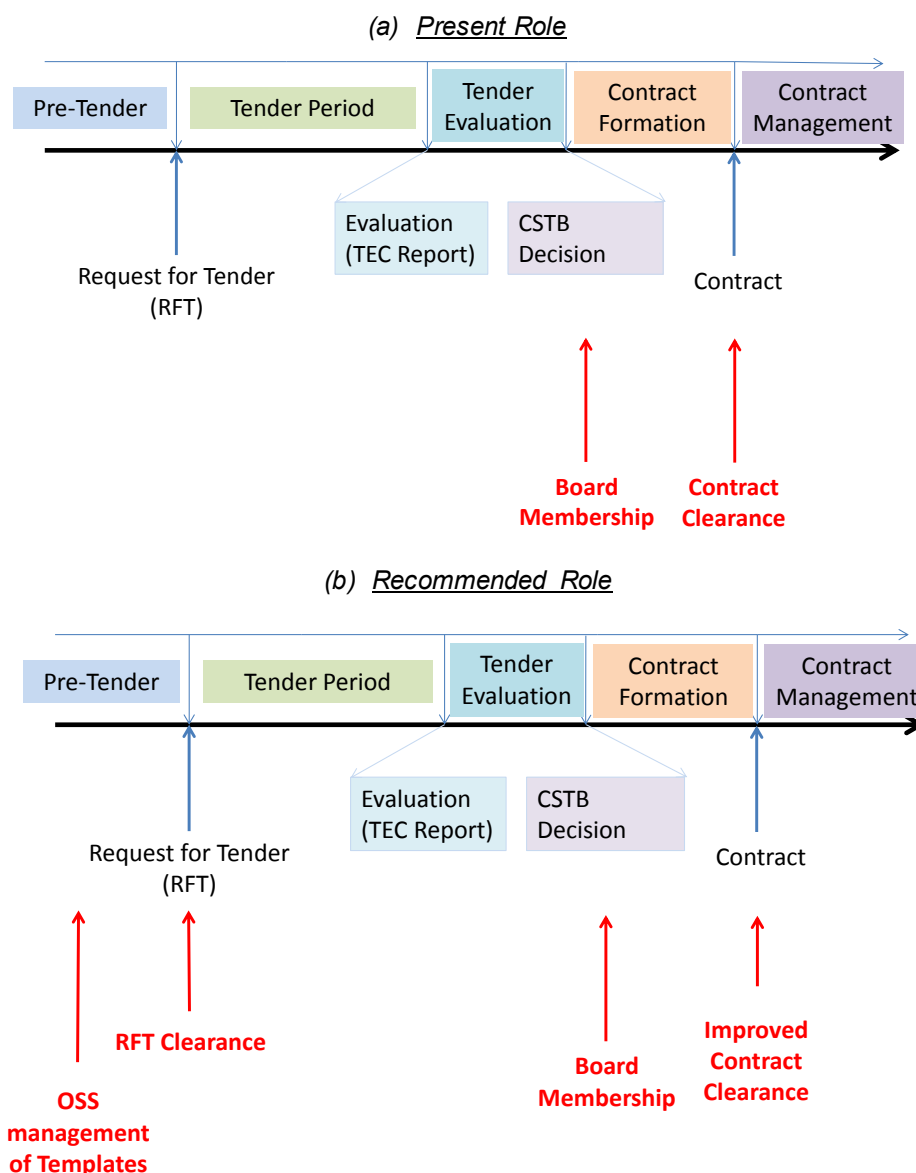 (a) Present Role
Pre-Tender
Tender Period
Tender
Evaluation
Contract
Formation
Contract
Management
Evaluation
(TEC Report)
CSTB
Decision
Request for Tender
(RFT)
Contract
Board
Membership
Contract
Clearance
(b) Recommended Role
Pre-Tender
Tender Period
Tender
Evaluation
Contract
Formation
Contract
Management
Evaluation
(TEC Report)
CSTB
Decision
Request for Tender
(RFT)
Contract
RFT Clearance
OSS
management
of Templates
Board
Membership
Improved
Contract
Clearance